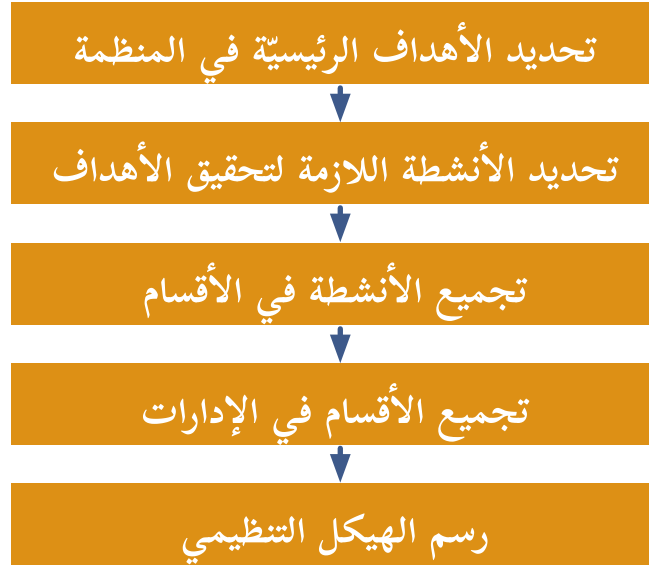 تحديد الأهداف الرئيسيّة في المنظمة
تحديد الأنشطة اللازمة لتحقيق الأهداف
تجميع الأنشطة في الأقسام
تجميع الأقسام في الإدارات
رسم الهيكل التنظيمي